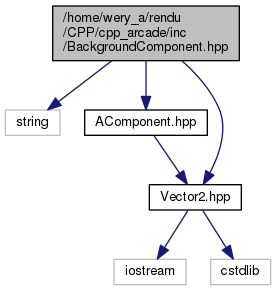 /home/wery_a/rendu
/CPP/cpp_arcade/inc
/BackgroundComponent.hpp
string
AComponent.hpp
Vector2.hpp
iostream
cstdlib